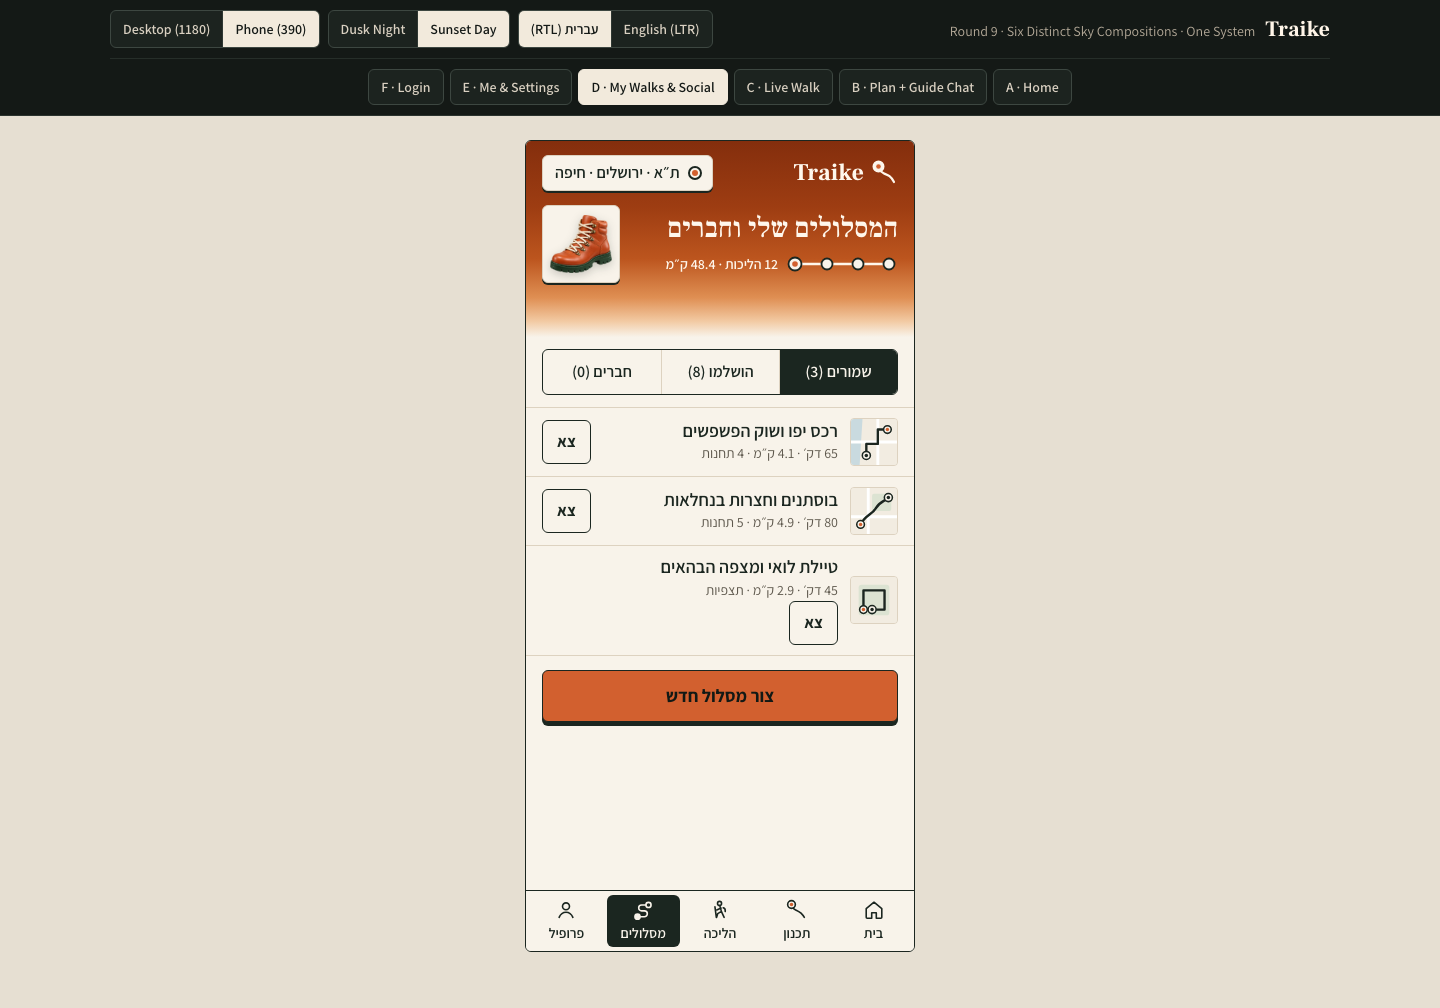 Traike
Round 9 · Six Distinct Sky Compositions · One System
English (LTR)
עברית (RTL)
Sunset Day
Dusk Night
Phone (390)
Desktop (1180)
A · Home
B · Plan + Guide Chat
C · Live Walk
D · My Walks & Social
E · Me & Settings
F · Login
Traike
ת״א · ירושלים · חיפה
המסלולים שלי וחברים
12 הליכות · 48.4 ק״מ
שמורים (3)
הושלמו (8)
חברים (0)
רכס יפו ושוק הפשפשים
65 דק׳ · 4.1 ק״מ · 4 תחנות
צא
בוסתנים וחצרות בנחלאות
80 דק׳ · 4.9 ק״מ · 5 תחנות
צא
טיילת לואי ומצפה הבהאים
45 דק׳ · 2.9 ק״מ · תצפיות
צא
צור מסלול חדש
בית
תכנון
הליכה
מסלולים
פרופיל